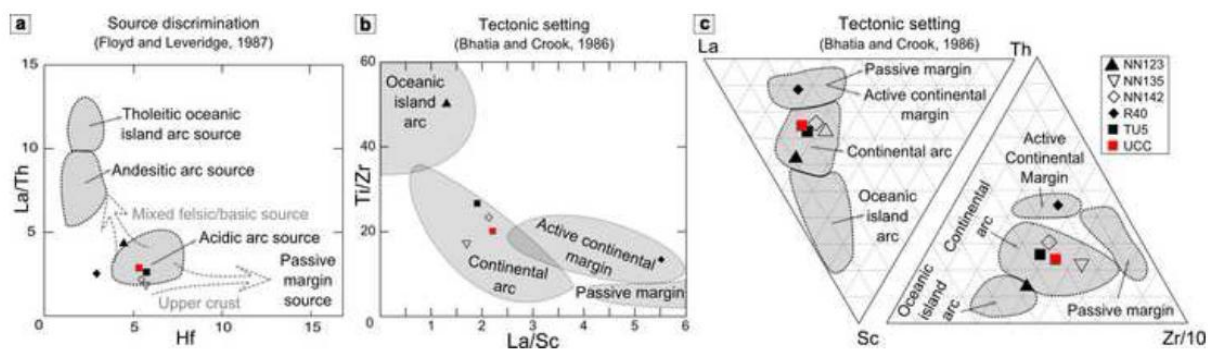 a
Source discrimination
(Floyd and Leveridge, 1987)
15
10
5
0
5
10
15
La/Th
Hf
Tholeitic oceanic
island arc source
Andesitic arc source
Mixed felsic/basic source
Acidic arc source
Passive
margin
source
Upper crust
b
Tectonic setting
(Bhatia and Crook, 1986)
60
40
20
0
0
1
2
3
4
5
6
Ti/Zr
La/Sc
Oceanic
island
arc
Active continental
margin
Continental
arc
Passive margin
c
Tectonic setting
(Bhatia and Crook, 1986)
La
Th
Sc
Zr/10
Passive margin
Active continental
margin
Continental arc
Oceanic
island
arc
Active
Continental
Margin
Continental
arc
Oceanic
island
arc
Passive margin
NN123
NN135
NN142
R40
TU5
UCC